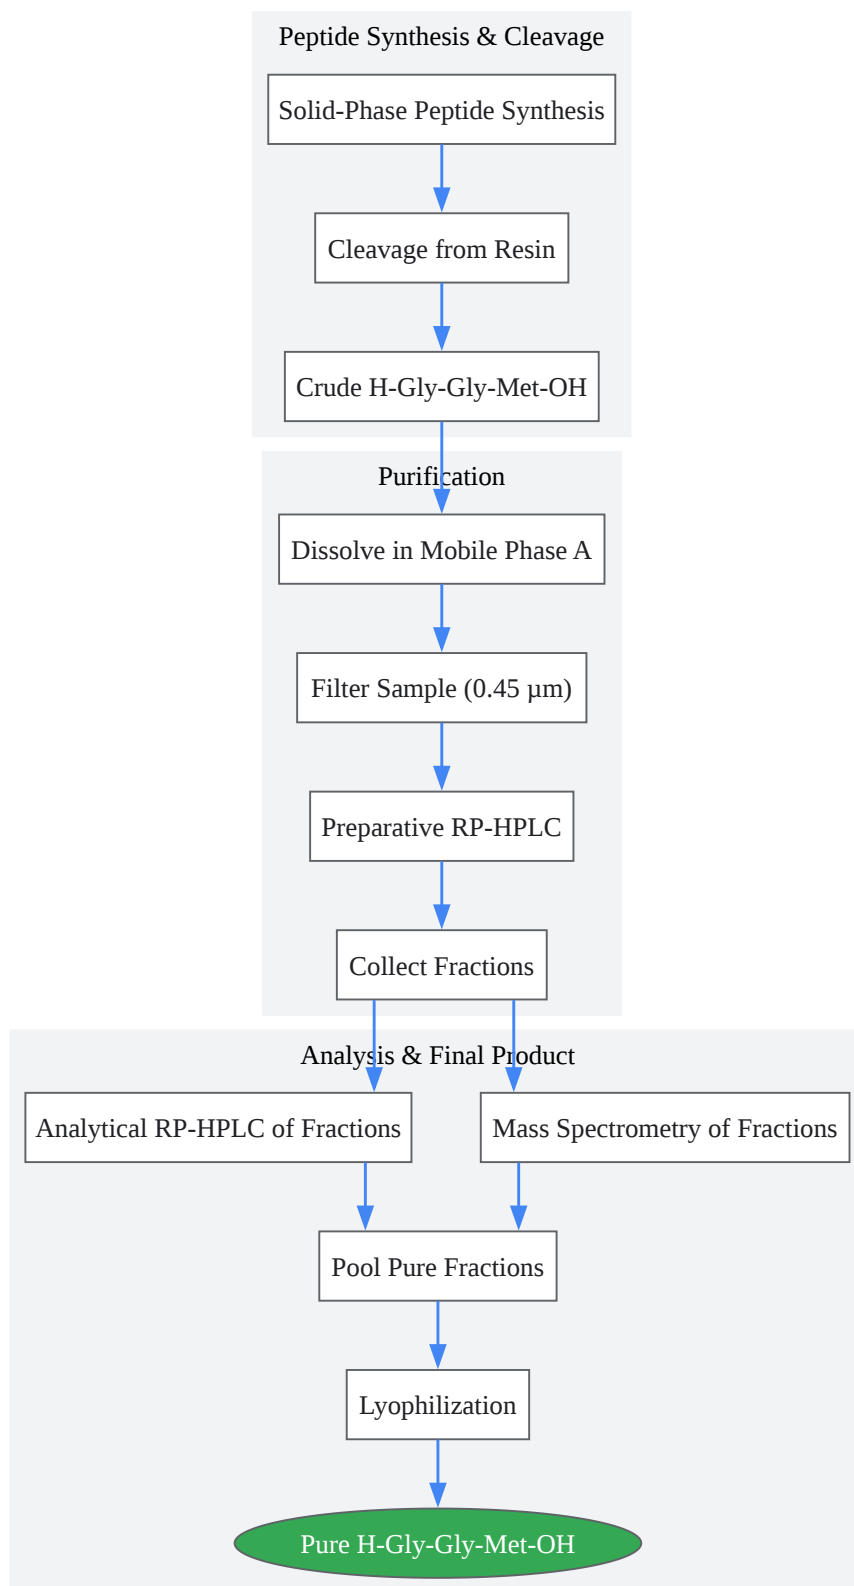 Peptide Synthesis & Cleavage
Solid-Phase Peptide Synthesis
Cleavage from Resin
Crude H-Gly-Gly-Met-OH
Purification
Dissolve in Mobile Phase A
Filter Sample (0.45 µm)
Preparative RP-HPLC
Collect Fractions
Analysis & Final Product
Analytical RP-HPLC of Fractions
Mass Spectrometry of Fractions
Pool Pure Fractions
Lyophilization
Pure H-Gly-Gly-Met-OH